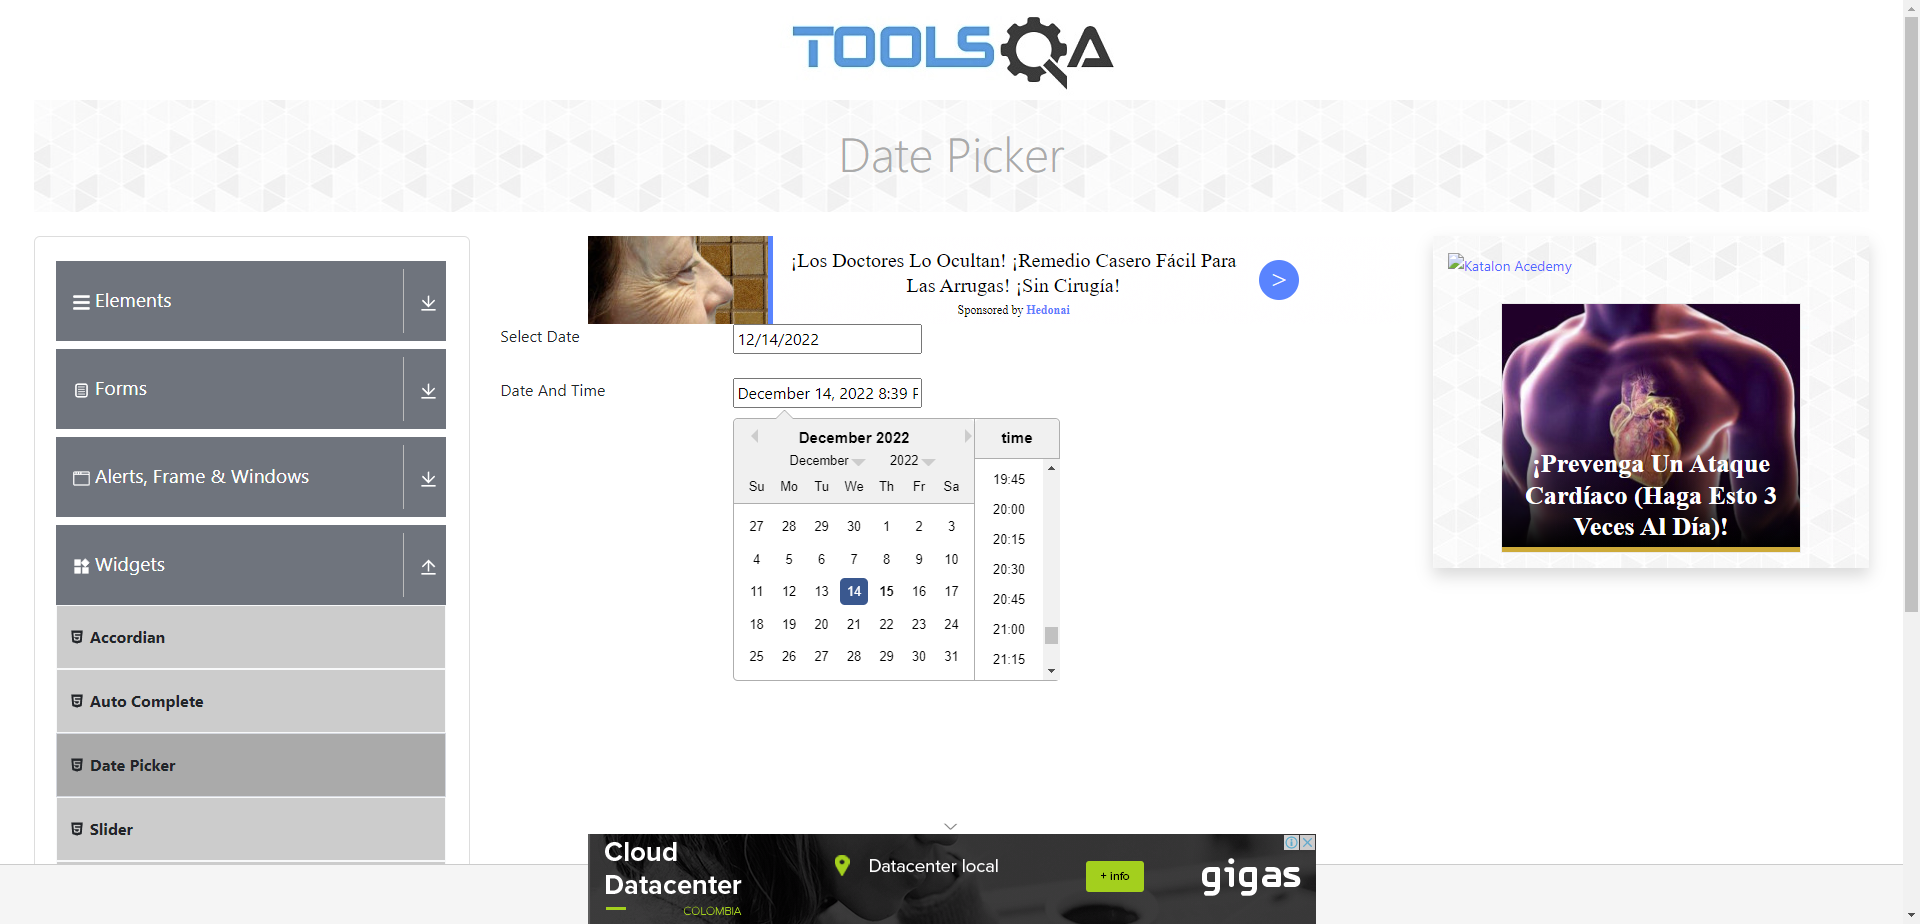 TOOLSQA
Date Picker
Elements
Forms
Alerts, Frame & Windows
Widgets
Accordian
Auto Complete
Date Picker
Slider
¡Los Doctores Lo Ocultan! ¡Remedio Casero Fácil Para
Las Arrugas! ¡Sin Cirugía!
Sponsored by Hedonai
>
Select Date
12/14/2022
Date And Time
December 14, 2022 8:39 P
December 2022
December 2022
Su Mo Tu We Th Fr Sa
27 28 29 30 1 2 3
4 5 6 7 8 9 10
11 12 13 14 15 16 17
18 19 20 21 22 23 24
25 26 27 28 29 30 31
time
19:45
20:00
20:15
20:30
20:45
21:00
21:15
Katalon Acedemy
¡Prevenga Un Ataque
Cardíaco (Haga Esto 3
Veces Al Día)!
Cloud
Datacenter
COLOMBIA
Datacenter local
+ info
gigas